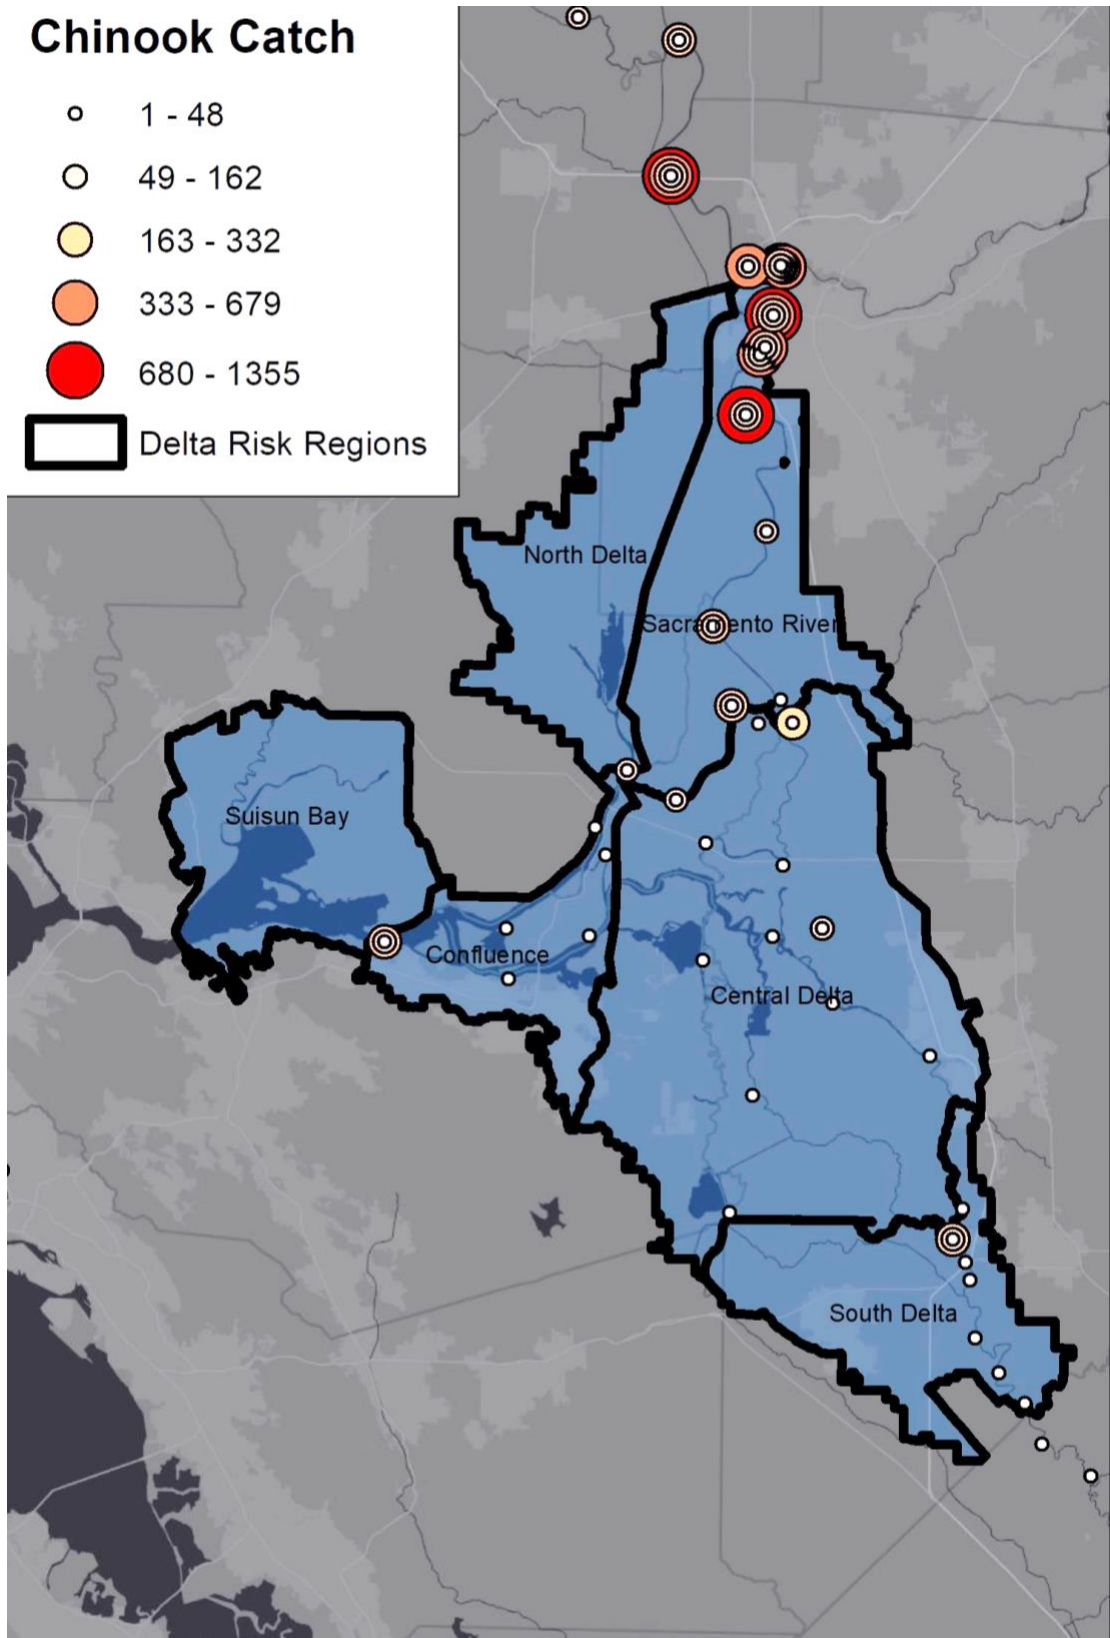 Chinook Catch
1 - 48
49 - 162
163 - 332
333 - 679
680 - 1355
Delta Risk Regions
North Delta
Sacramento River
Suisun Bay
Confluence
Central Delta
South Delta